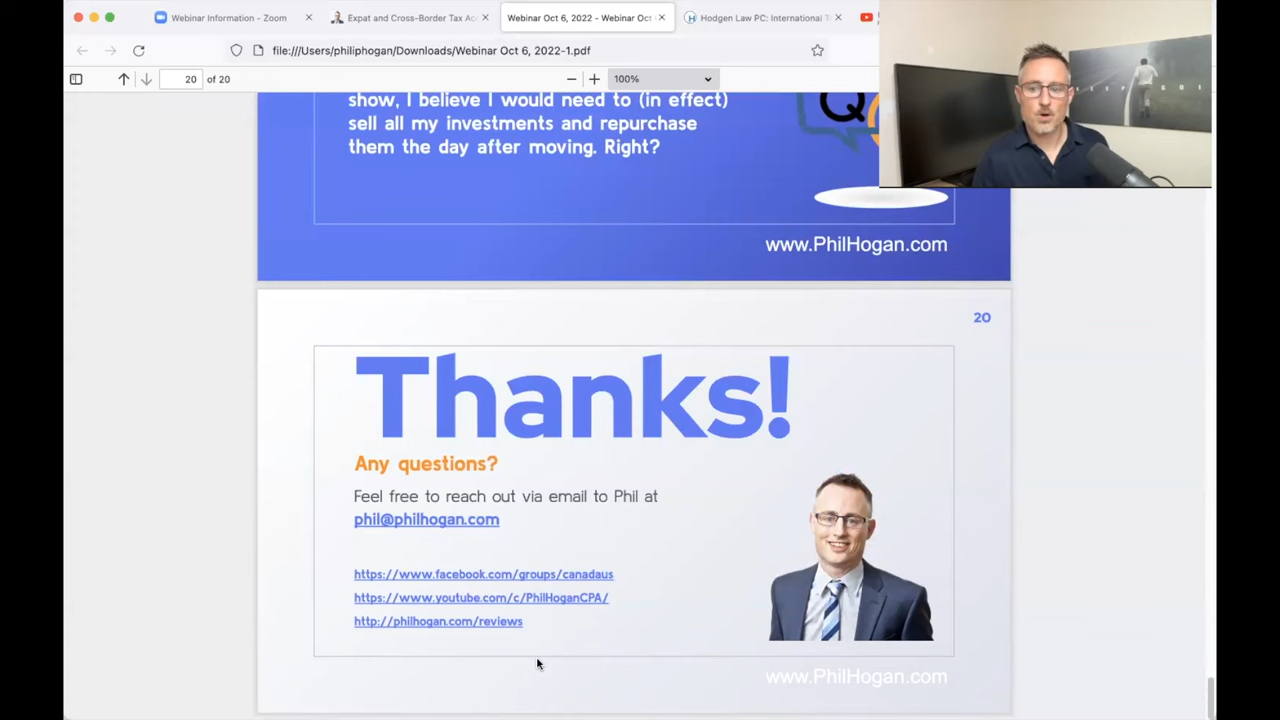 Webinar Information - Zoom
Expat and Cross-Border Tax Ac
Webinar Oct 6, 2022 - Webinar Oct
Hodgen Law PC: International T
file:///Users/philiphogan/Downloads/Webinar Oct 6, 2022-1.pdf
20 of 20
100%
show, I believe I would need to (in effect)
sell all my investments and repurchase
them the day after moving. Right?
Q
www.PhilHogan.com
20
Thanks!
Any questions?
Feel free to reach out via email to Phil at
phil@philhogan.com
https://www.facebook.com/groups/canadaus
https://www.youtube.com/c/PhilHoganCPA/
http://philhogan.com/reviews
www.PhilHogan.com